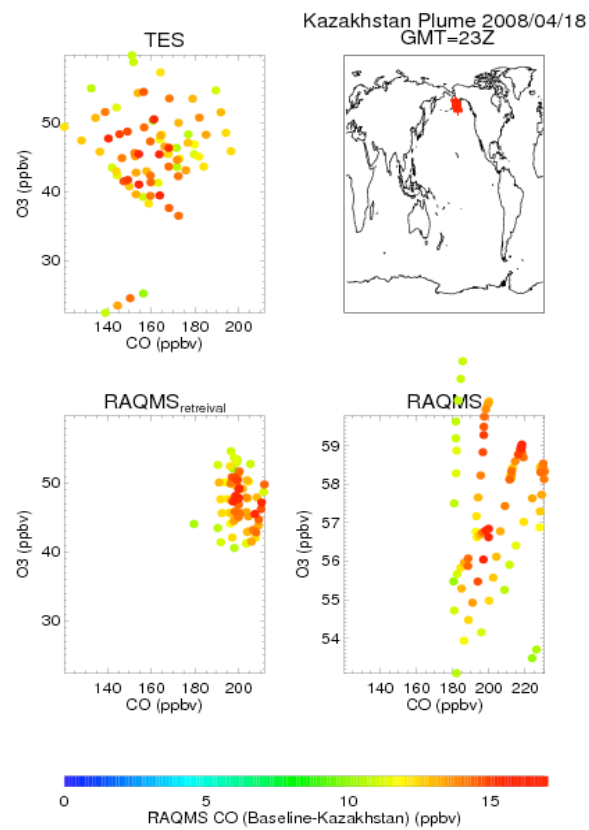 Kazakhstan Plume 2008/04/18
TES
GMT=23Z
50
40
30
O3 (ppbv)
140 160 180 200
CO (ppbv)
RAQMSretreival
50
40
30
O3 (ppbv)
140 160 180 200
CO (ppbv)
RAQMS
59
58
57
56
55
54
O3 (ppbv)
140 160 180 200 220
CO (ppbv)
0 5 10 15
RAQMS CO (Baseline-Kazakhstan) (ppbv)